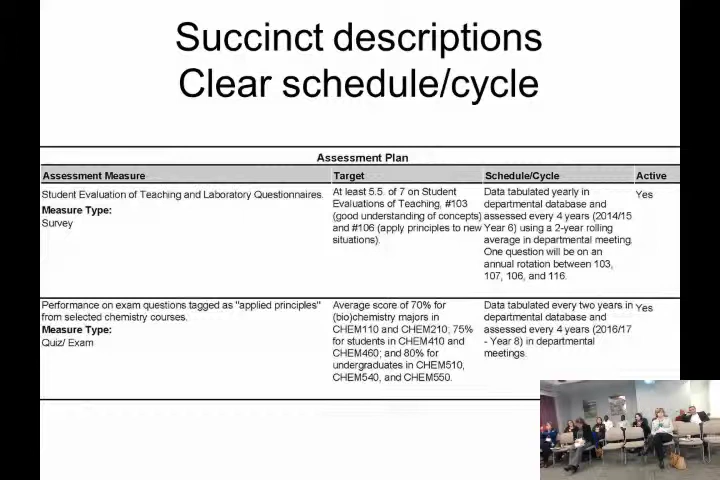 Succinct descriptions
Clear schedule/cycle
Assessment Plan
Assessment Measure Target Schedule/Cycle Active
Student Evaluation of Teaching and Laboratory Questionnaires.
Measure Type:
Survey
At least 5.5. of 7 on Student
Evaluations of Teaching, #103
(good understanding of concepts)
and #106 (apply principles to new
situations).
Data tabulated yearly in
departmental database and
assessed every 4 years (2014/15
Year 6) using a 2-year rolling
average in departmental meeting.
One question will be on an
annual rotation between 103,
107, 106, and 116.
Yes
Performance on exam questions tagged as "applied principles"
from selected chemistry courses.
Measure Type:
Quiz/ Exam
Average score of 70% for
(bio)chemistry majors in
CHEM110 and CHEM210; 75%
for students in CHEM410 and
CHEM460; and 80% for
undergraduates in CHEM510,
CHEM540, and CHEM550.
Data tabulated every two years in
departmental database and
assessed every 4 years (2016/17
- Year 8) in departmental
meetings.
Yes